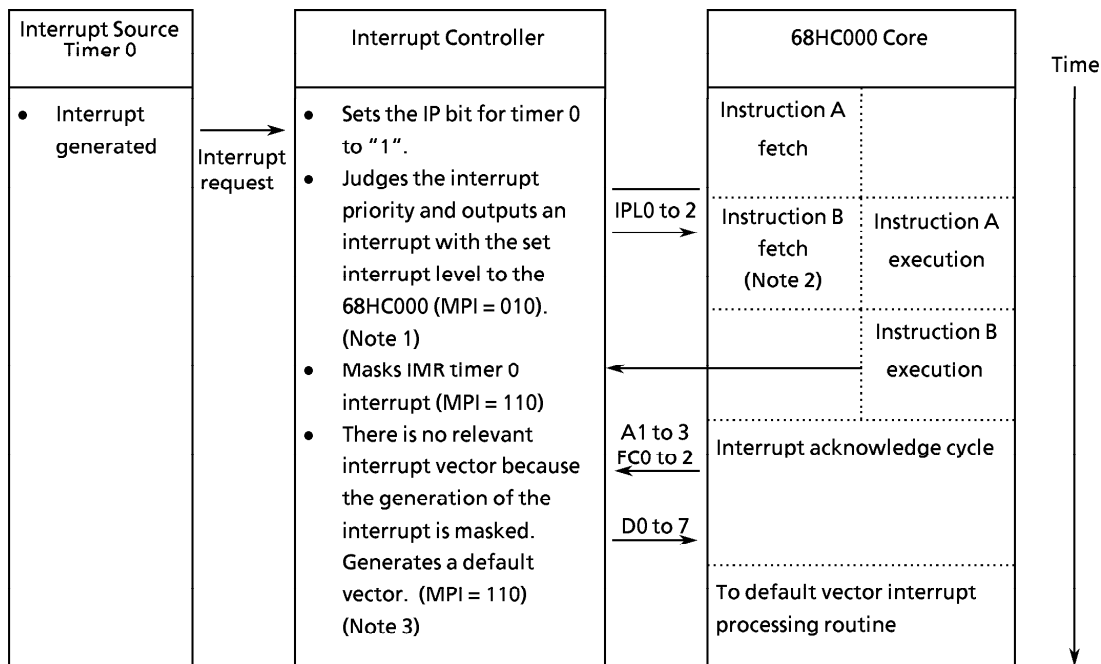 Interrupt Source
Timer 0
Interrupt Controller
68HC000 Core
Time
● Interrupt
generated
Interrupt
request
● Sets the IP bit for timer 0
to "1".
● Judges the interrupt
priority and outputs an
interrupt with the set
interrupt level to the
68HC000 (MPI = 010).
(Note 1)
● Masks IMR timer 0
interrupt (MPI = 110)
● There is no relevant
interrupt vector because
the generation of the
interrupt is masked.
Generates a default
vector. (MPI = 110)
(Note 3)
IPL0 to 2
A1 to 3
FC0 to 2
D0 to 7
Instruction A
fetch
Instruction B
fetch
(Note 2)
Instruction A
execution
Instruction B
execution
Interrupt acknowledge cycle
To default vector interrupt
processing routine